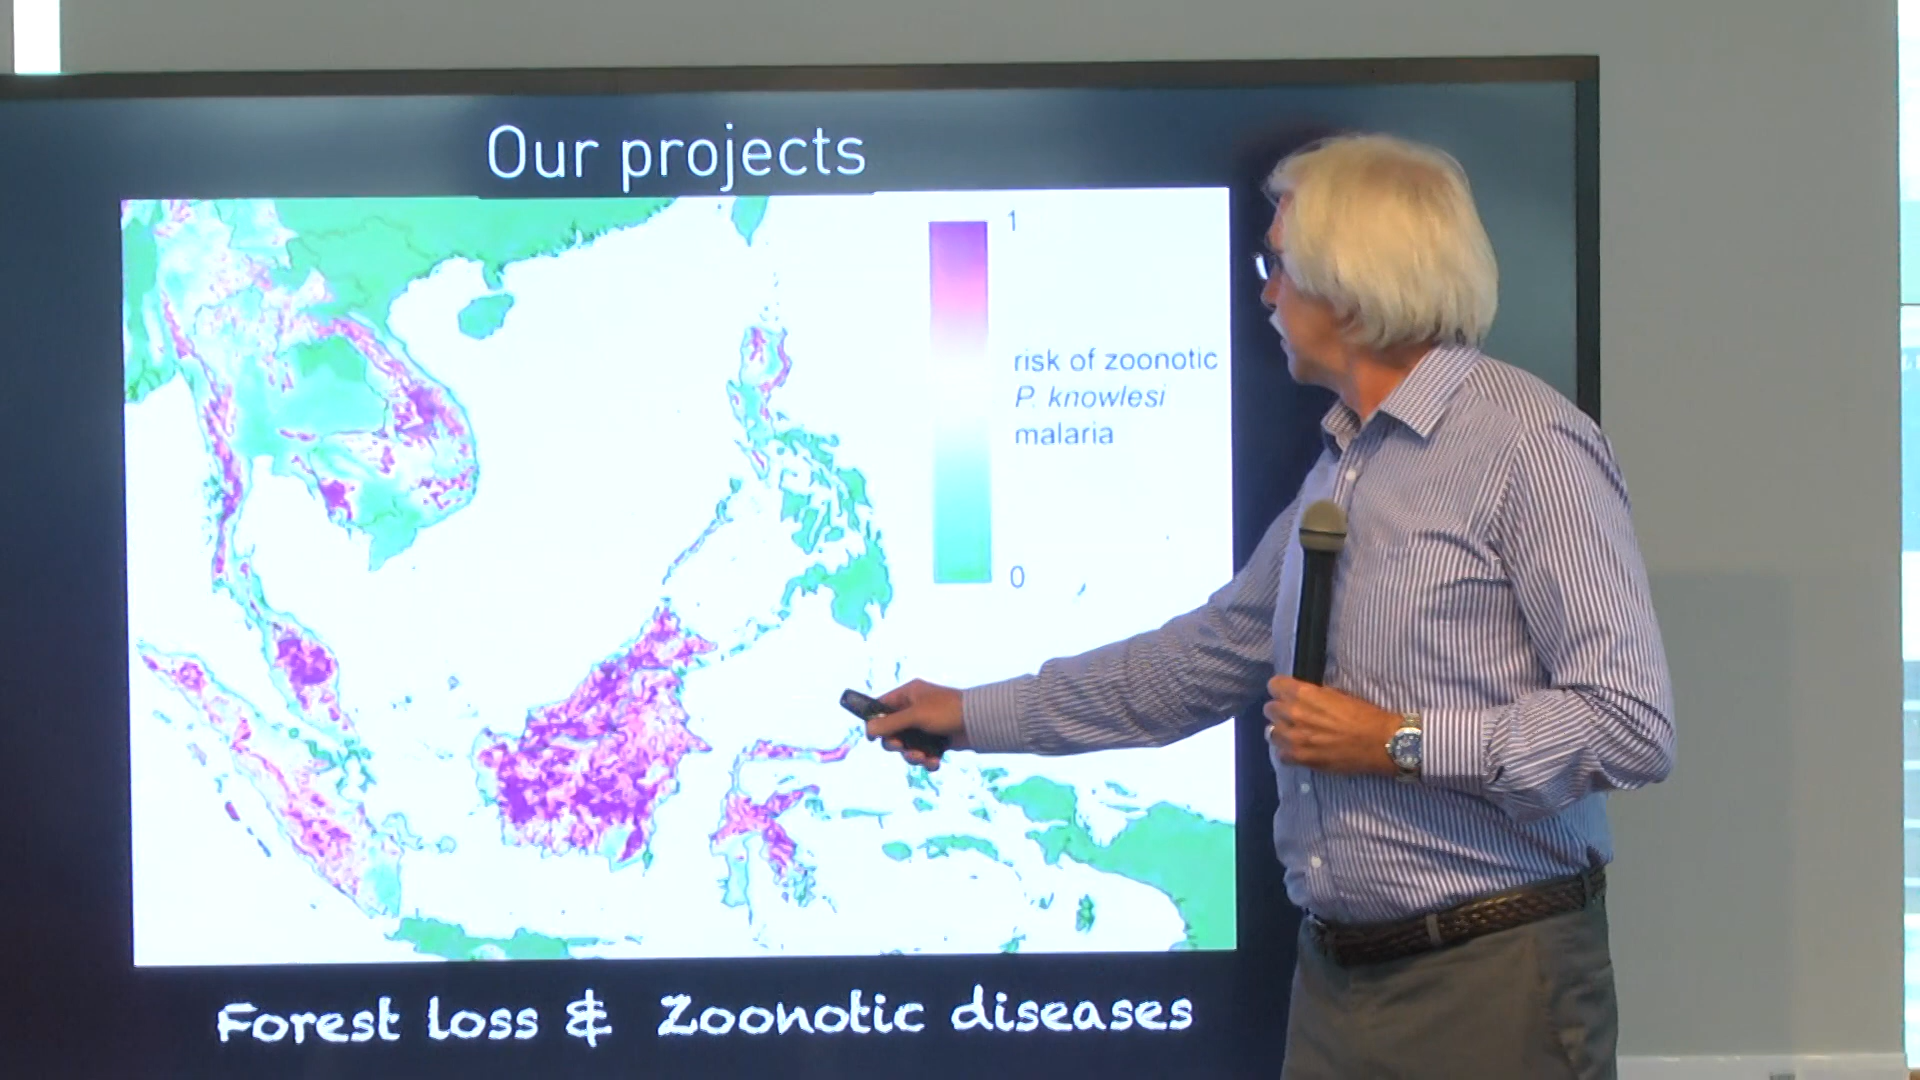 Our projects
1
risk of zoonotic
P. knowlesi
malaria
0
Forest loss & Zoonotic diseases